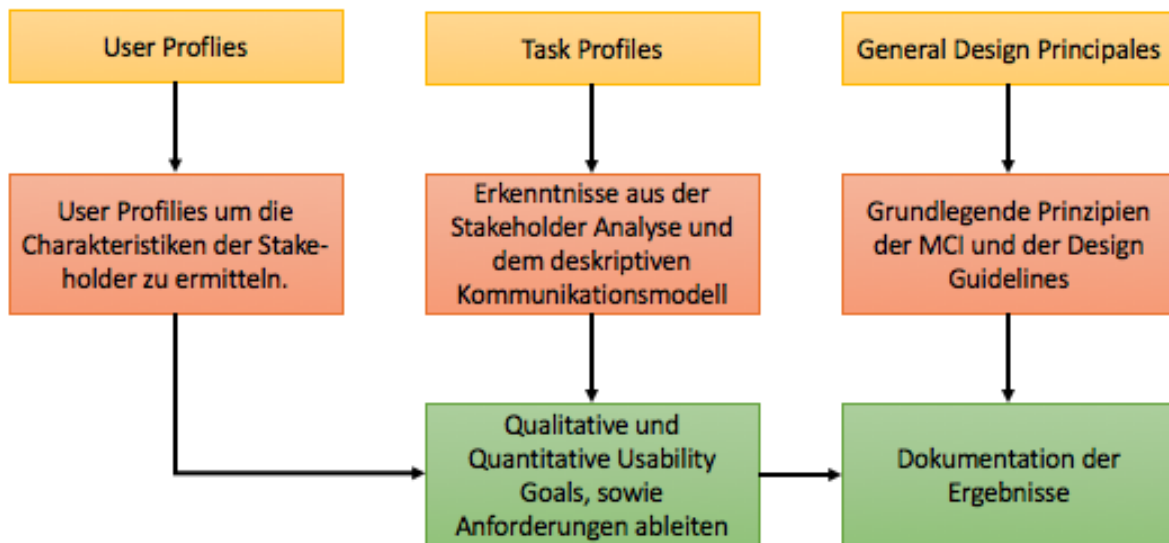 User Proflies
Task Profiles
General Design Principales
User Profilies um die
Charakteristiken der Stake-
holder zu ermitteln.
Erkenntnisse aus der
Stakeholder Analyse und
dem deskriptiven
Kommunikationsmodell
Grundlegende Prinzipien
der MCI und der Design
Guidelines
Qualitative und
Quantitative Usability
Goals, sowie
Anforderungen ableiten
Dokumentation der
Ergebnisse